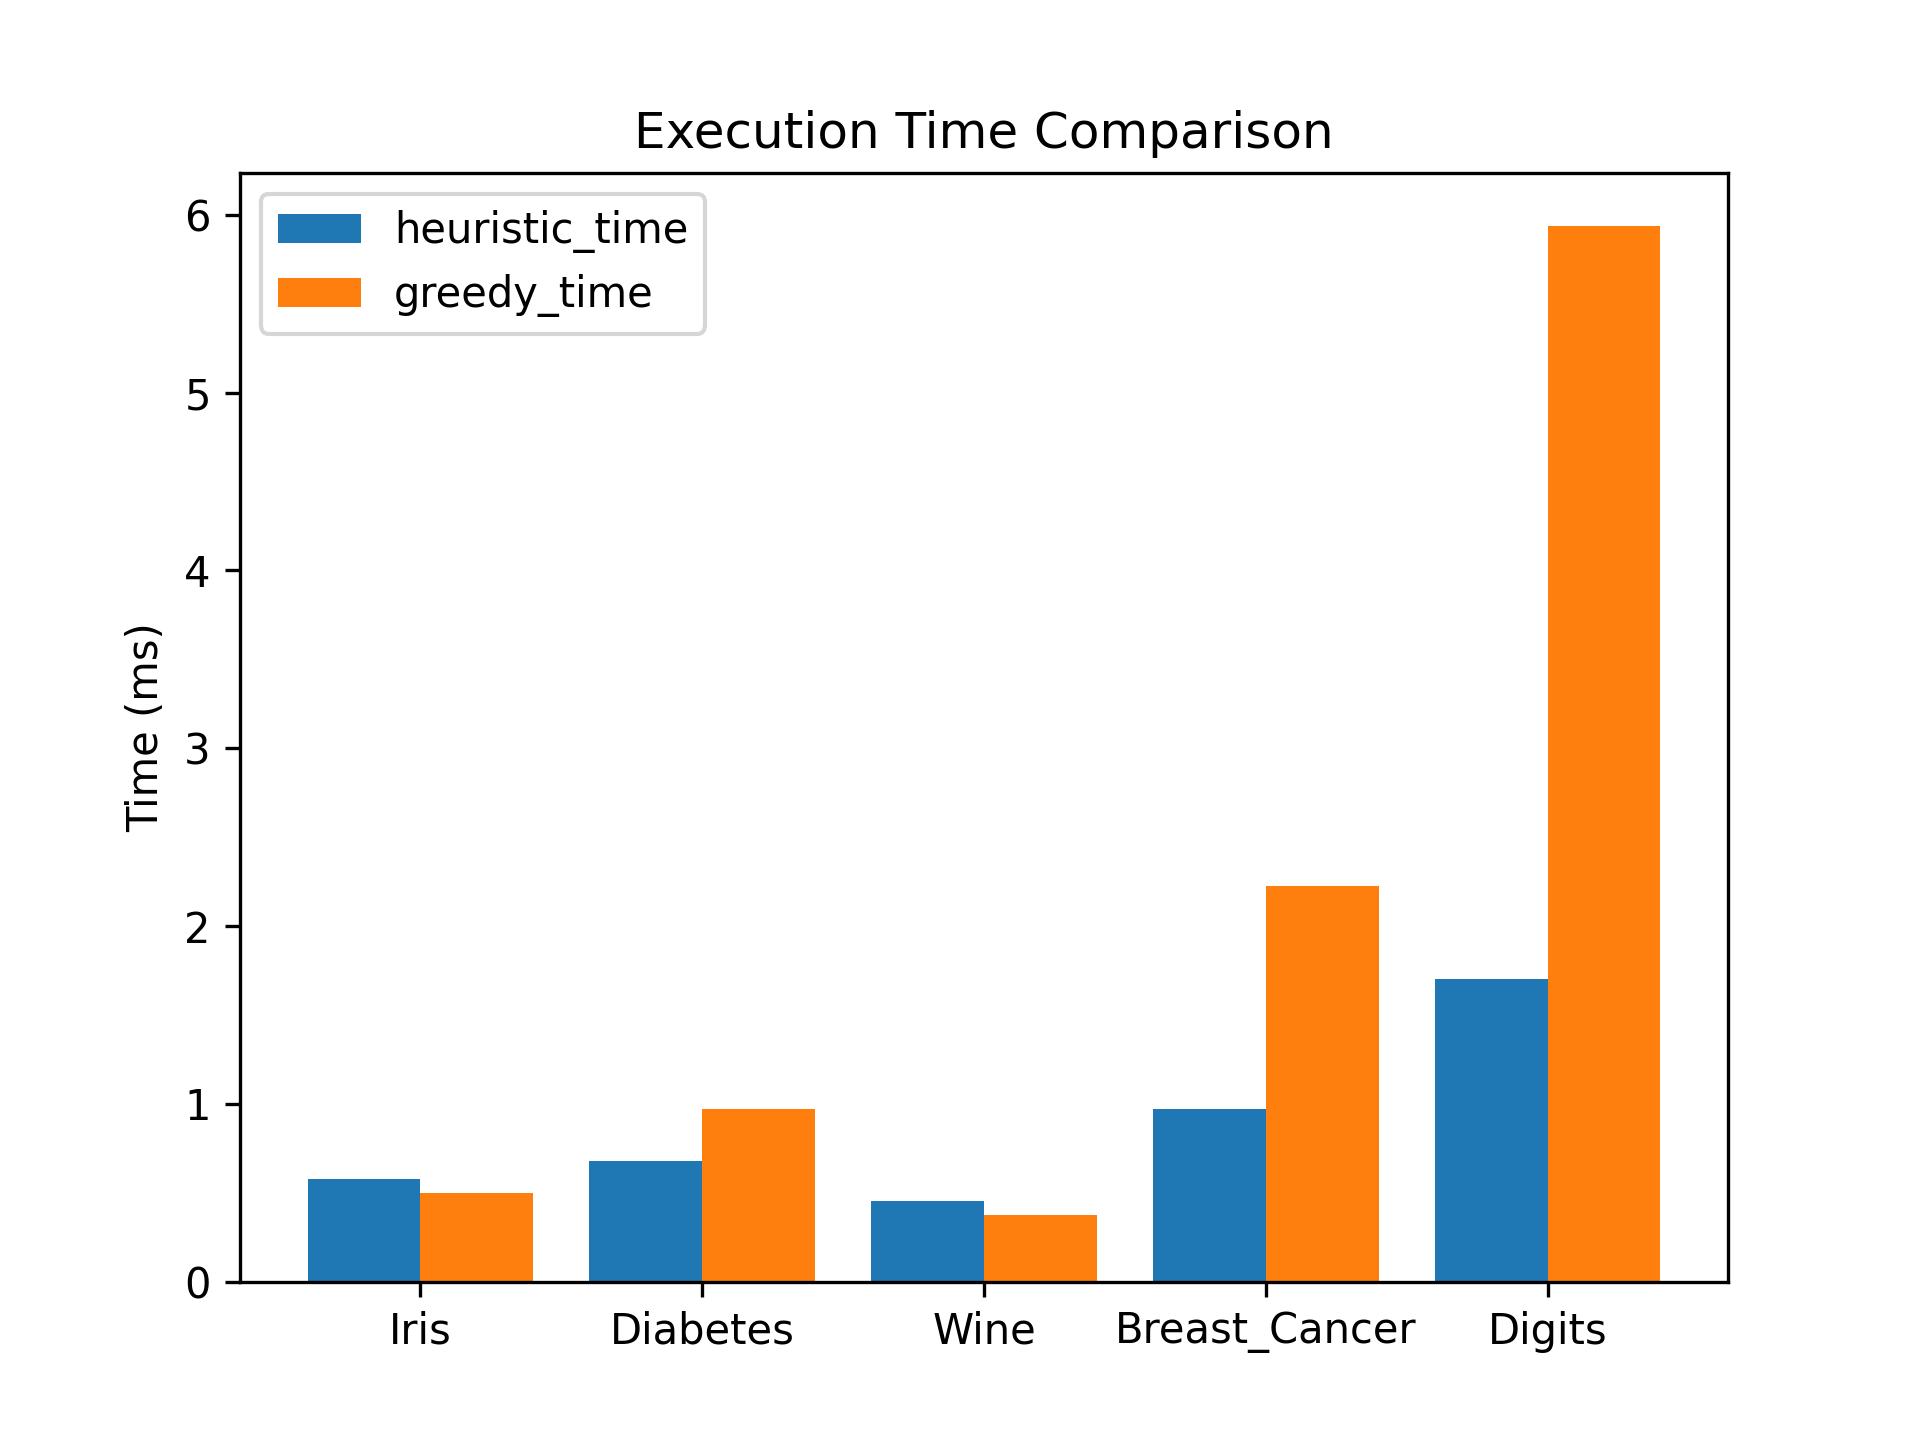 Execution Time Comparison
heuristic_time
greedy_time
6
5
4
3
2
1
0
Time (ms)
Iris
Diabetes
Wine
Breast_Cancer
Digits